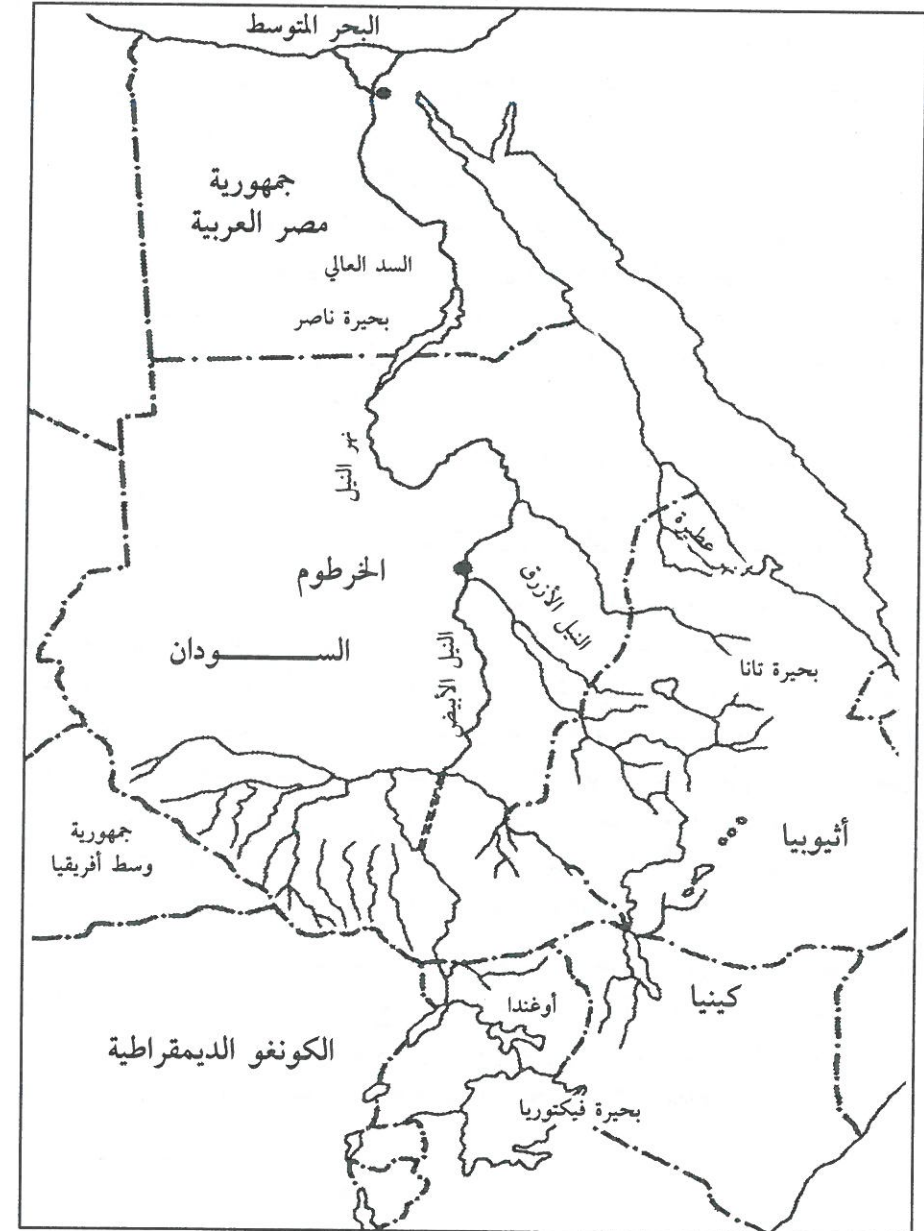 البحر المتوسط
جمهورية
مصر العربية
السد العالي
بحيرة ناصر
نهر النيل
عطبرة
الخرطوم
النيل الأزرق
الســـــودان
النيل الأبيض
بحيرة تانا
جمهورية
وسط أفريقيا
أثيوبيا
أوغندا
كينيا
الكونغو الديمقراطية
بحيرة فيكتوريا